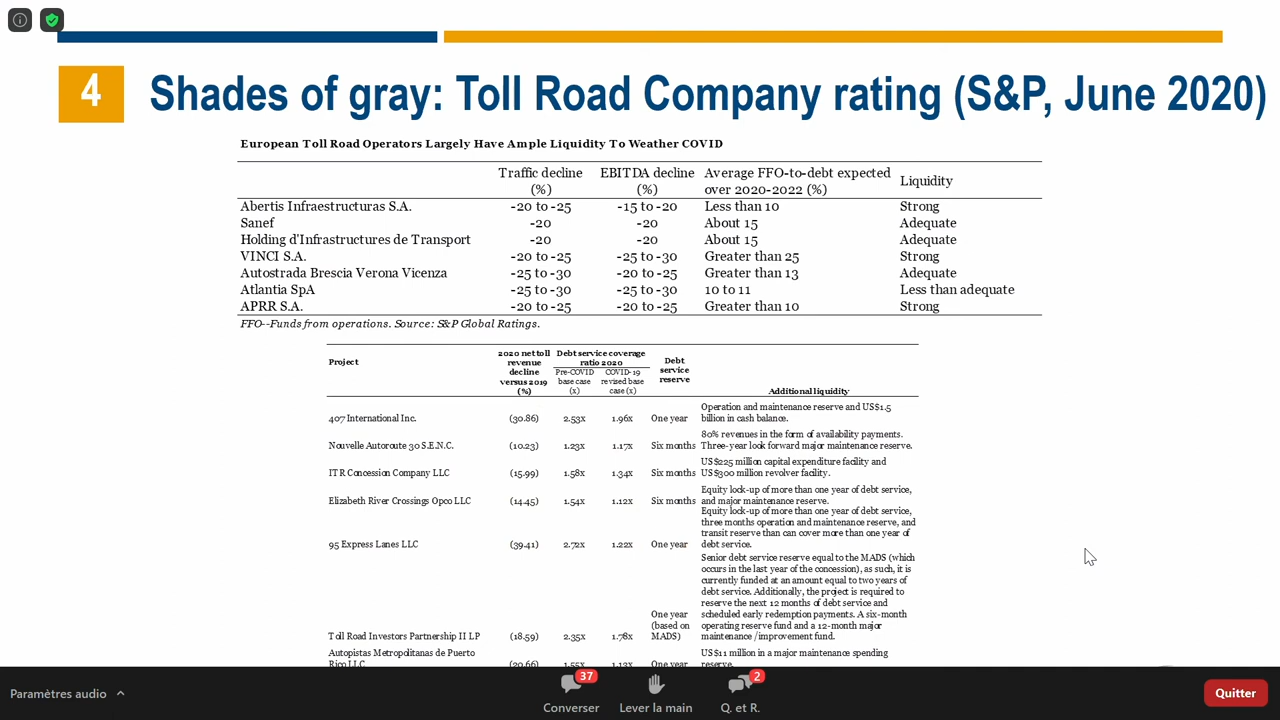 4 Shades of gray: Toll Road Company rating (S&P, June 2020)
European Toll Road Operators Largely Have Ample Liquidity To Weather COVID
Traffic decline (%) EBITDA decline (%) Average FFO-to-debt expected over 2020-2022 (%) Liquidity
Abertis Infraestructuras S.A. -20 to -25 -15 to -20 Less than 10 Strong
Sanef -20 -20 About 15 Adequate
Holding d'Infrastructures de Transport -20 -20 About 15 Adequate
VINCI S.A. -20 to -25 -25 to -30 Greater than 25 Strong
Autostrada Brescia Verona Vicenza -25 to -30 -20 to -25 Greater than 13 Adequate
Atlantia SpA -25 to -30 -25 to -30 10 to 11 Less than adequate
APRR S.A. -20 to -25 -20 to -25 Greater than 10 Strong
FFO--Funds from operations. Source: S&P Global Ratings.
Project
2020 net toll revenue decline versus 2019 (%)
Debt service coverage ratio 2020
Pre-COVID base case (x)
COVID-19 revised base case (x)
Debt service reserve
Additional liquidity
407 International Inc. (30.86) 2.53x 1.96x One year Operation and maintenance reserve and US$1.5 billion in cash balance.
Nouvelle Autoroute 30 S.E.N.C. (10.23) 1.23x 1.17x Six months 80% revenues in the form of availability payments. Three-year look forward major maintenance reserve.
ITR Concession Company LLC (15.99) 1.58x 1.34x Six months US$225 million capital expenditure facility and US$300 million revolver facility.
Elizabeth River Crossings Opco LLC (14.45) 1.54x 1.12x Six months Equity lock-up of more than one year of debt service, and major maintenance reserve.
95 Express Lanes LLC (39.41) 2.72x 1.22x One year Equity lock-up of more than one year of debt service, three months operation and maintenance reserve, and transit reserve than can cover more than one year of debt service.
Toll Road Investors Partnership II LP (18.59) 2.35x 1.78x One year (based on MADS) Senior debt service reserve equal to the MADS (which occurs in the last year of the concession), as such, it is currently funded at an amount equal to two years of debt service. Additionally, the project is required to reserve the next 12 months of debt service and scheduled early redemption payments. A six-month operating reserve fund and a 12-month major maintenance /improvement fund.
Autopistas Metropolitanas de Puerto Rico LLC (20.66) 1.55x 1.13x One year US$11 million in a major maintenance spending reserve.
Paramètres audio
37
Converser
Lever la main
2
Q. et R.
Quitter